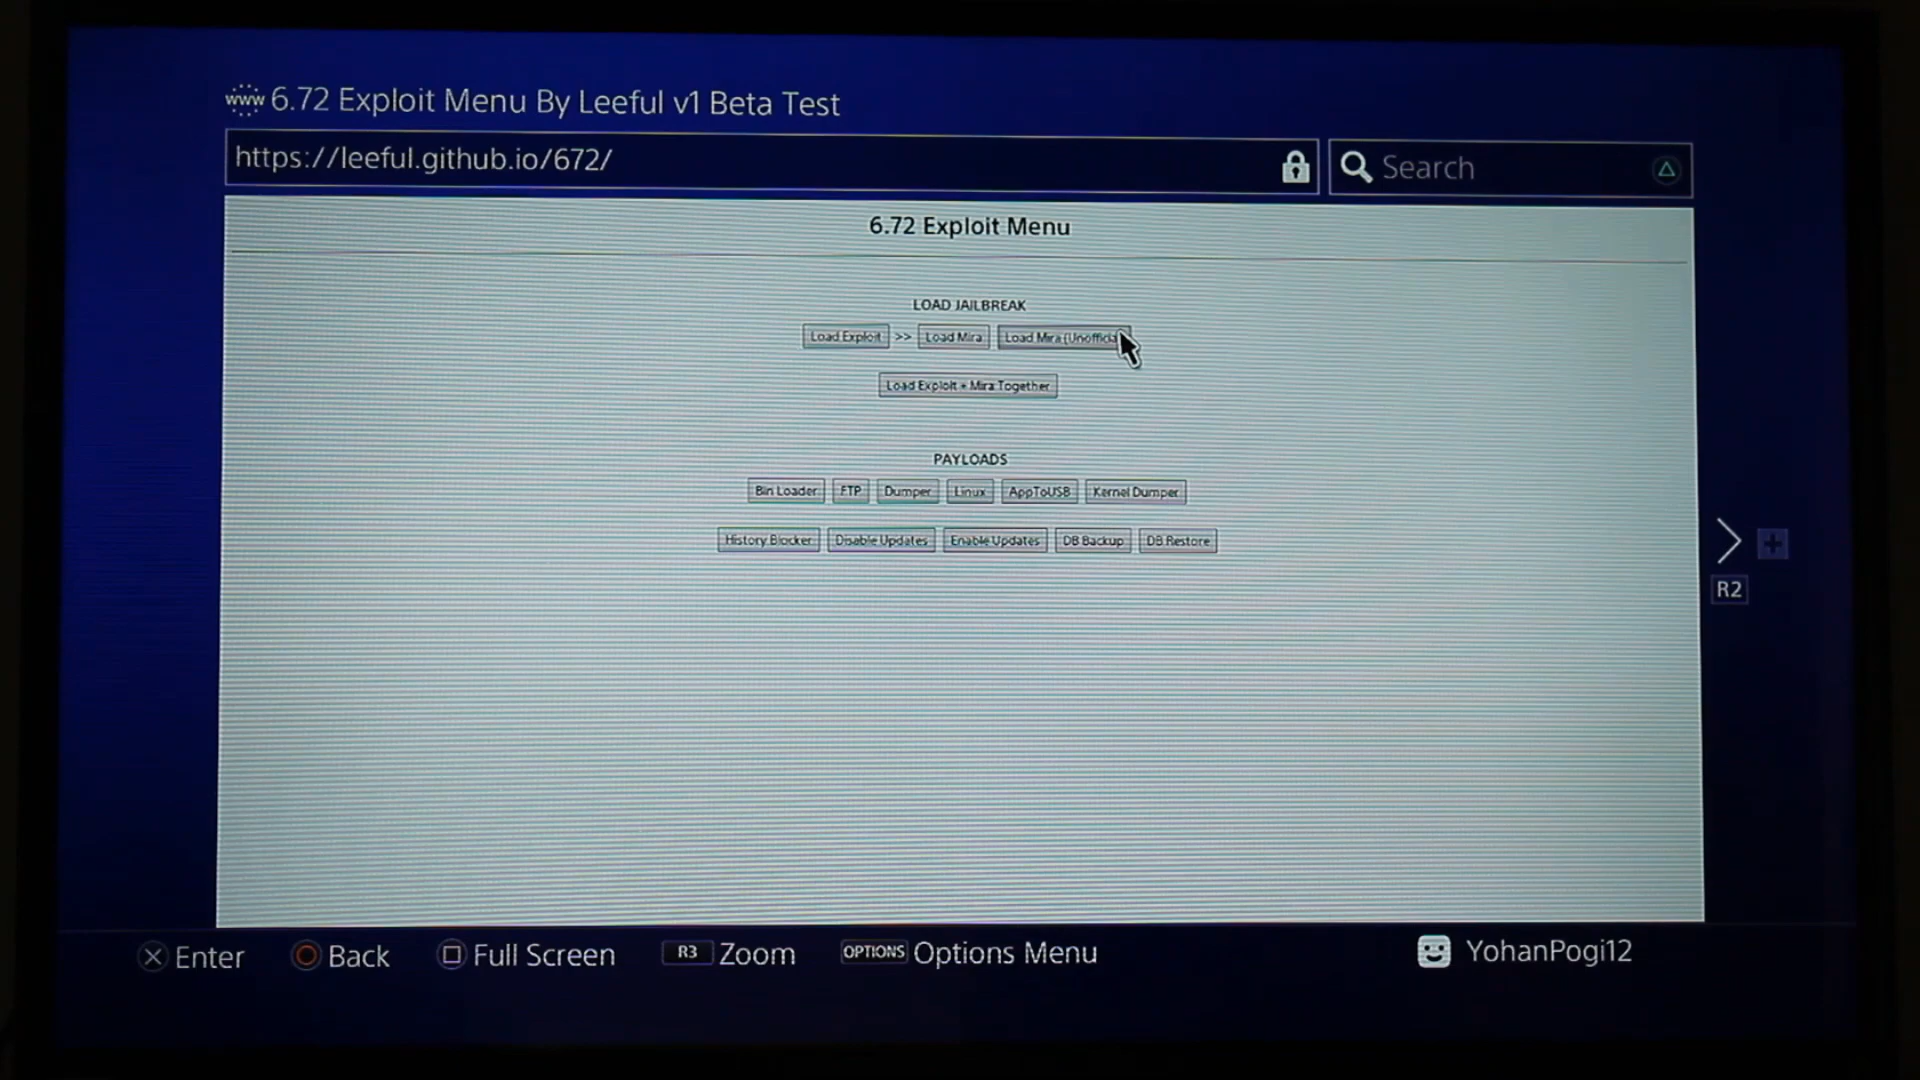 www 6.72 Exploit Menu By Leeful v1 Beta Test
https://leeful.github.io/672/ Search
6.72 Exploit Menu
LOAD JAILBREAK
Load Exploit >> Load Mira Load Mira (Unofficia
Load Exploit + Mira Together
PAYLOADS
Bin Loader FTP Dumper Linux AppToUSB Kernel Dumper
History Blocker Disable Updates Enable Updates DB Backup DB Restore
R2
Enter Back Full Screen R3 Zoom OPTIONS Options Menu YohanPogi12